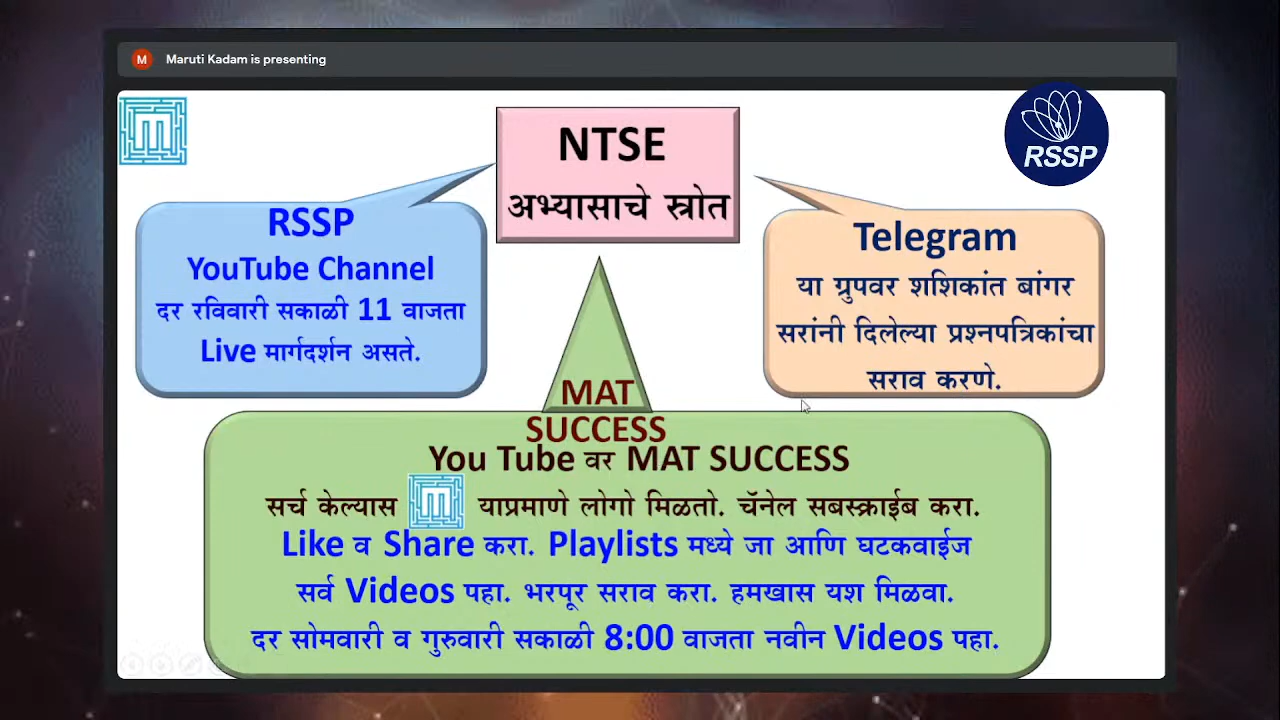 M Maruti Kadam is presenting
NTSE
अभ्यासाचे स्रोत
RSSP
RSSP
YouTube Channel
दर रविवारी सकाळी 11 वाजता
Live मार्गदर्शन असते.
Telegram
या ग्रुपवर शशिकांत बांगर
सरांनी दिलेल्या प्रश्नपत्रिकांचा
सराव करणे.
MAT
SUCCESS
You Tube वर MAT SUCCESS
सर्च केल्यास m याप्रमाणे लोगो मिळतो. चॅनेल सबस्क्राईब करा.
Like व Share करा. Playlists मध्ये जा आणि घटकवाईज
सर्व Videos पहा. भरपूर सराव करा. हमखास यश मिळवा.
दर सोमवारी व गुरुवारी सकाळी 8:00 वाजता नवीन Videos पहा.